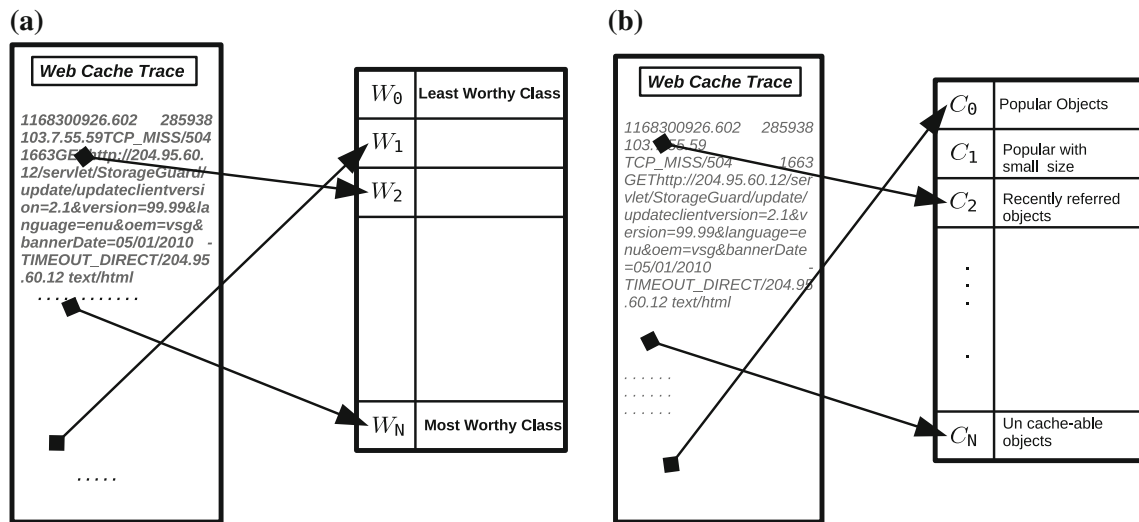 (a)
Web Cache Trace
1168300926.602 285938
103.7.55.59TCP_MISS/504
1663GEThttp://204.95.60.
12/servlet/StorageGuard/
update/updateclientversi
on=2.1&version=99.99&la
nguage=enu&oem=vsg&
bannerDate=05/01/2010 -
TIMEOUT_DIRECT/204.95
.60.12 text/html
. . . . . . . . . . . .
. . . . .
W0 Least Worthy Class
W1
W2
WN Most Worthy Class
(b)
Web Cache Trace
1168300926.602 285938
103.7.55.59
TCP_MISS/504 1663
GEThttp://204.95.60.12/ser
vlet/StorageGuard/update/
updateclientversion=2.1&v
ersion=99.99&language=e
nu&oem=vsg&bannerDate
=05/01/2010 -
TIMEOUT_DIRECT/204.95
.60.12 text/html
. . . . . .
. . . . . .
. . . . . .
C0 Popular Objects
C1 Popular with
small size
C2 Recently referred
objects
.
.
.
.
CN Un cache-able
objects